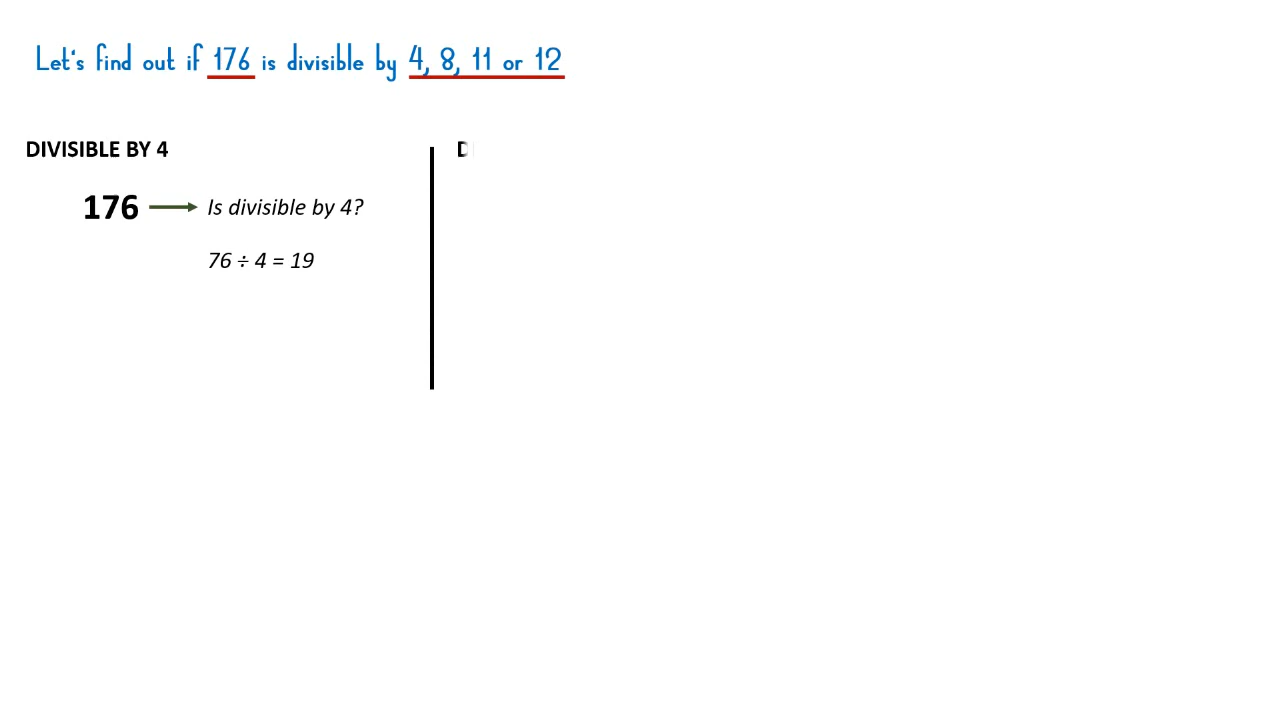 Let's find out if 176 is divisible by 4, 8, 11 or 12
DIVISIBLE BY 4
176 Is divisible by 4?
76 ÷ 4 = 19
D